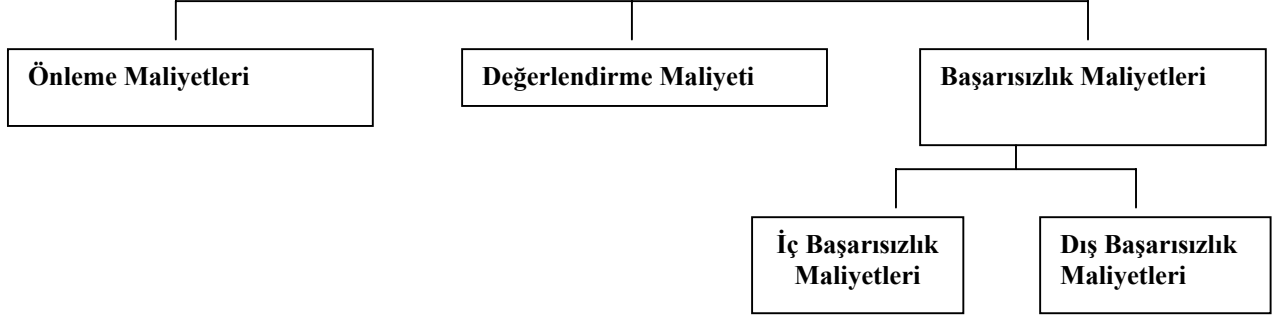 Önleme Maliyetleri
Değerlendirme Maliyeti
Başarısızlık Maliyetleri
İç Başarısızlık
Maliyetleri
Dış Başarısızlık
Maliyetleri